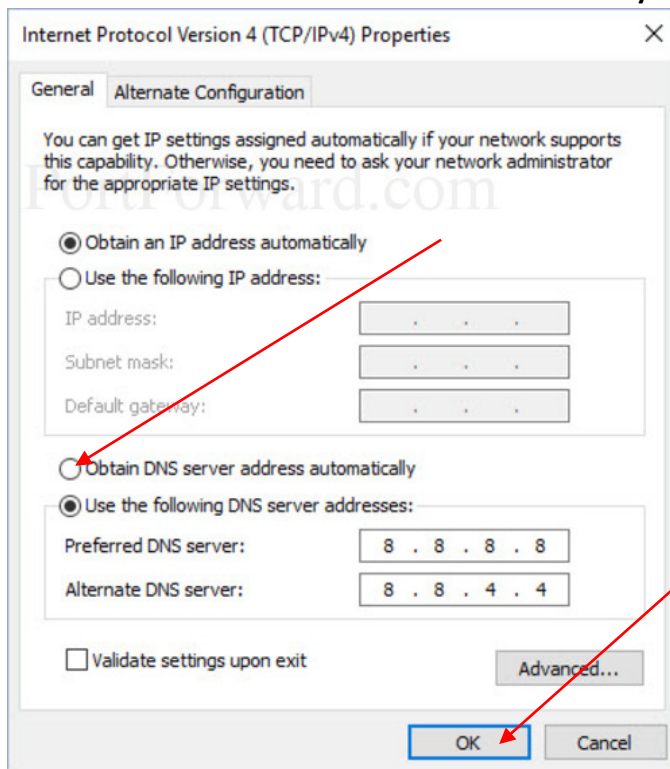 Internet Protocol Version 4 (TCP/IPv4) Properties
General
Alternate Configuration
You can get IP settings assigned automatically if your network supports
this capability. Otherwise, you need to ask your network administrator
for the appropriate IP settings.
PortForward.com
Obtain an IP address automatically
Use the following IP address:
IP address:
. . .
Subnet mask:
. . .
Default gateway:
. . .
Obtain DNS server address automatically
Use the following DNS server addresses:
Preferred DNS server:
8 . 8 . 8 . 8
Alternate DNS server:
8 . 8 . 4 . 4
Validate settings upon exit
Advanced...
OK
Cancel